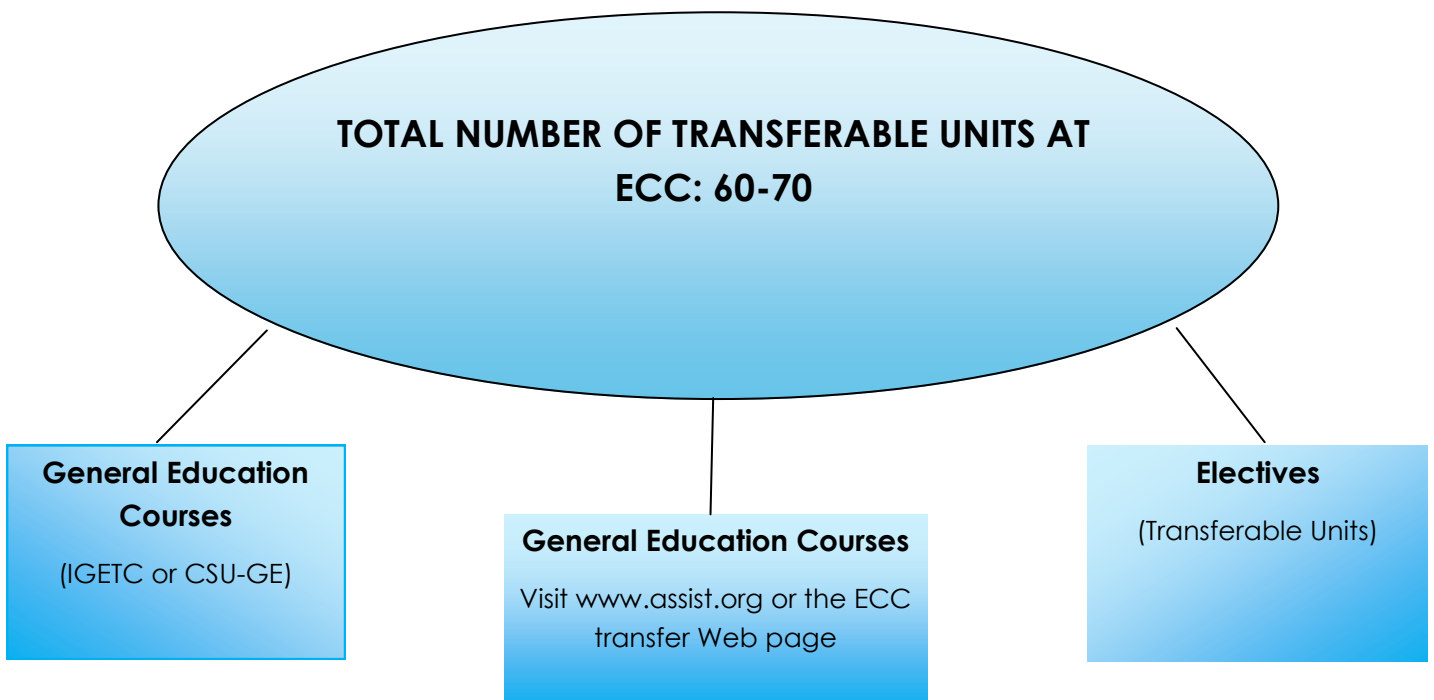 TOTAL NUMBER OF TRANSFERABLE UNITS AT
ECC: 60-70
General Education
Courses
(IGETC or CSU-GE)
General Education Courses
Visit www.assist.org or the ECC
transfer Web page
Electives
(Transferable Units)